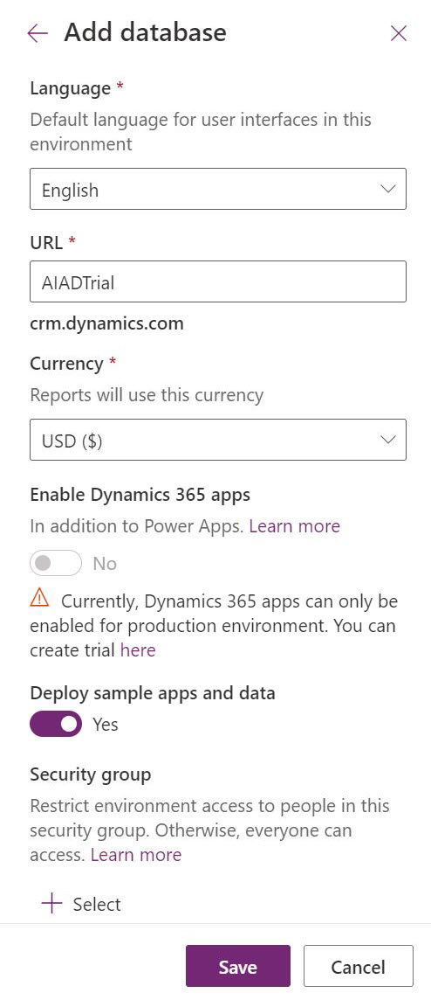 Add database
Language *
Default language for user interfaces in this
environment
English
URL *
AIADTrial
crm.dynamics.com
Currency *
Reports will use this currency
USD ($)
Enable Dynamics 365 apps
In addition to Power Apps. Learn more
No
Currently, Dynamics 365 apps can only be
enabled for production environment. You can
create trial here
Deploy sample apps and data
Yes
Security group
Restrict environment access to people in this
security group. Otherwise, everyone can
access. Learn more
Select
Save
Cancel